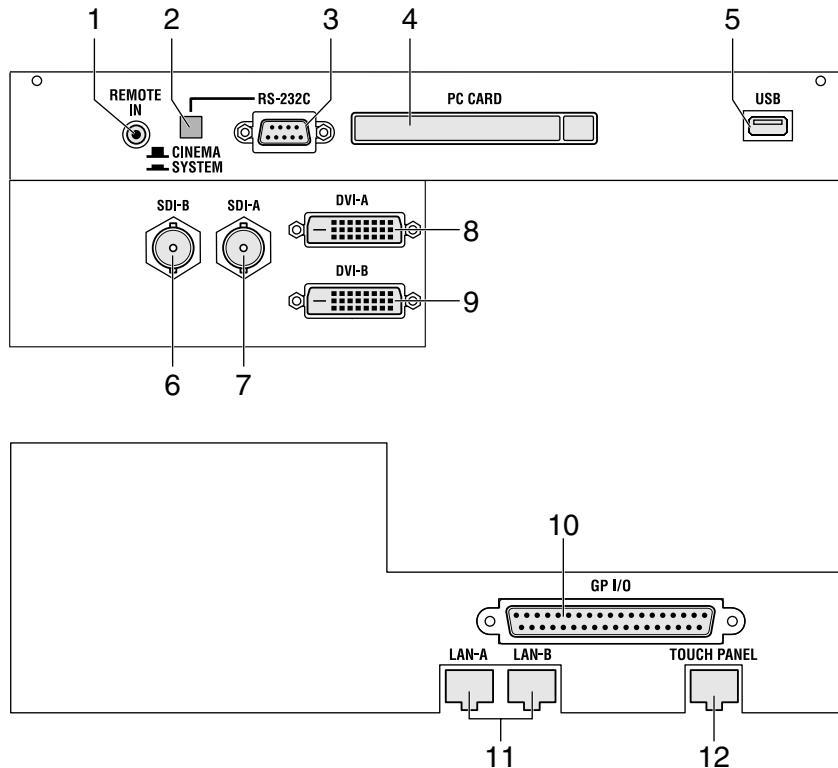 1 2 3 4 5
REMOTE IN
RS-232C
PC CARD
USB
CINEMA
SYSTEM
SDI-B SDI-A DVI-A
8
DVI-B
9
6 7
10
GP I/O
LAN-A LAN-B TOUCH PANEL
11 12